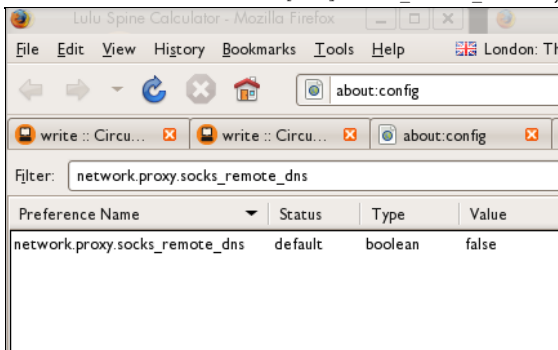 Lulu Spine Calculator - Mozilla Firefox
File Edit View History Bookmarks Tools Help London: Th
about:config
write :: Circu... write :: Circu... about:config
Filter: network.proxy.socks_remote_dns
Preference Name Status Type Value
network.proxy.socks_remote_dns default boolean false